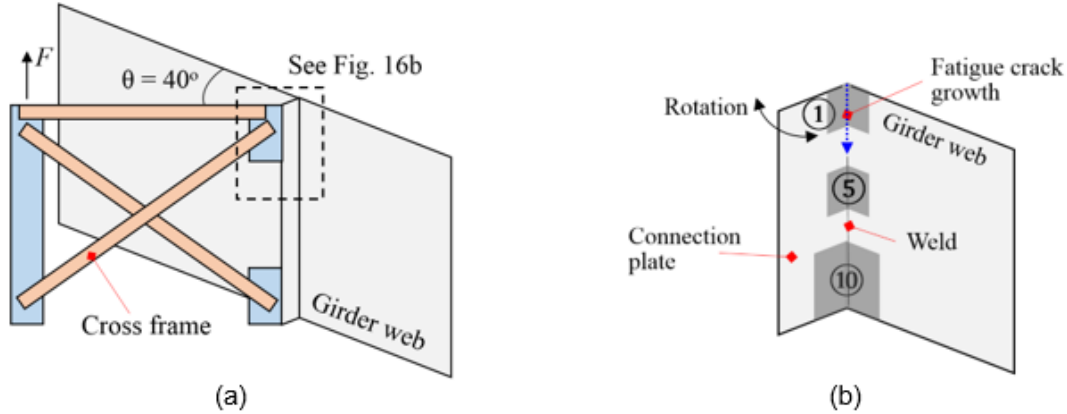 F
θ = 40º
See Fig. 16b
Cross frame
Girder web
(a)
Fatigue crack
growth
Rotation
1
Girder web
5
Connection
plate
Weld
10
(b)